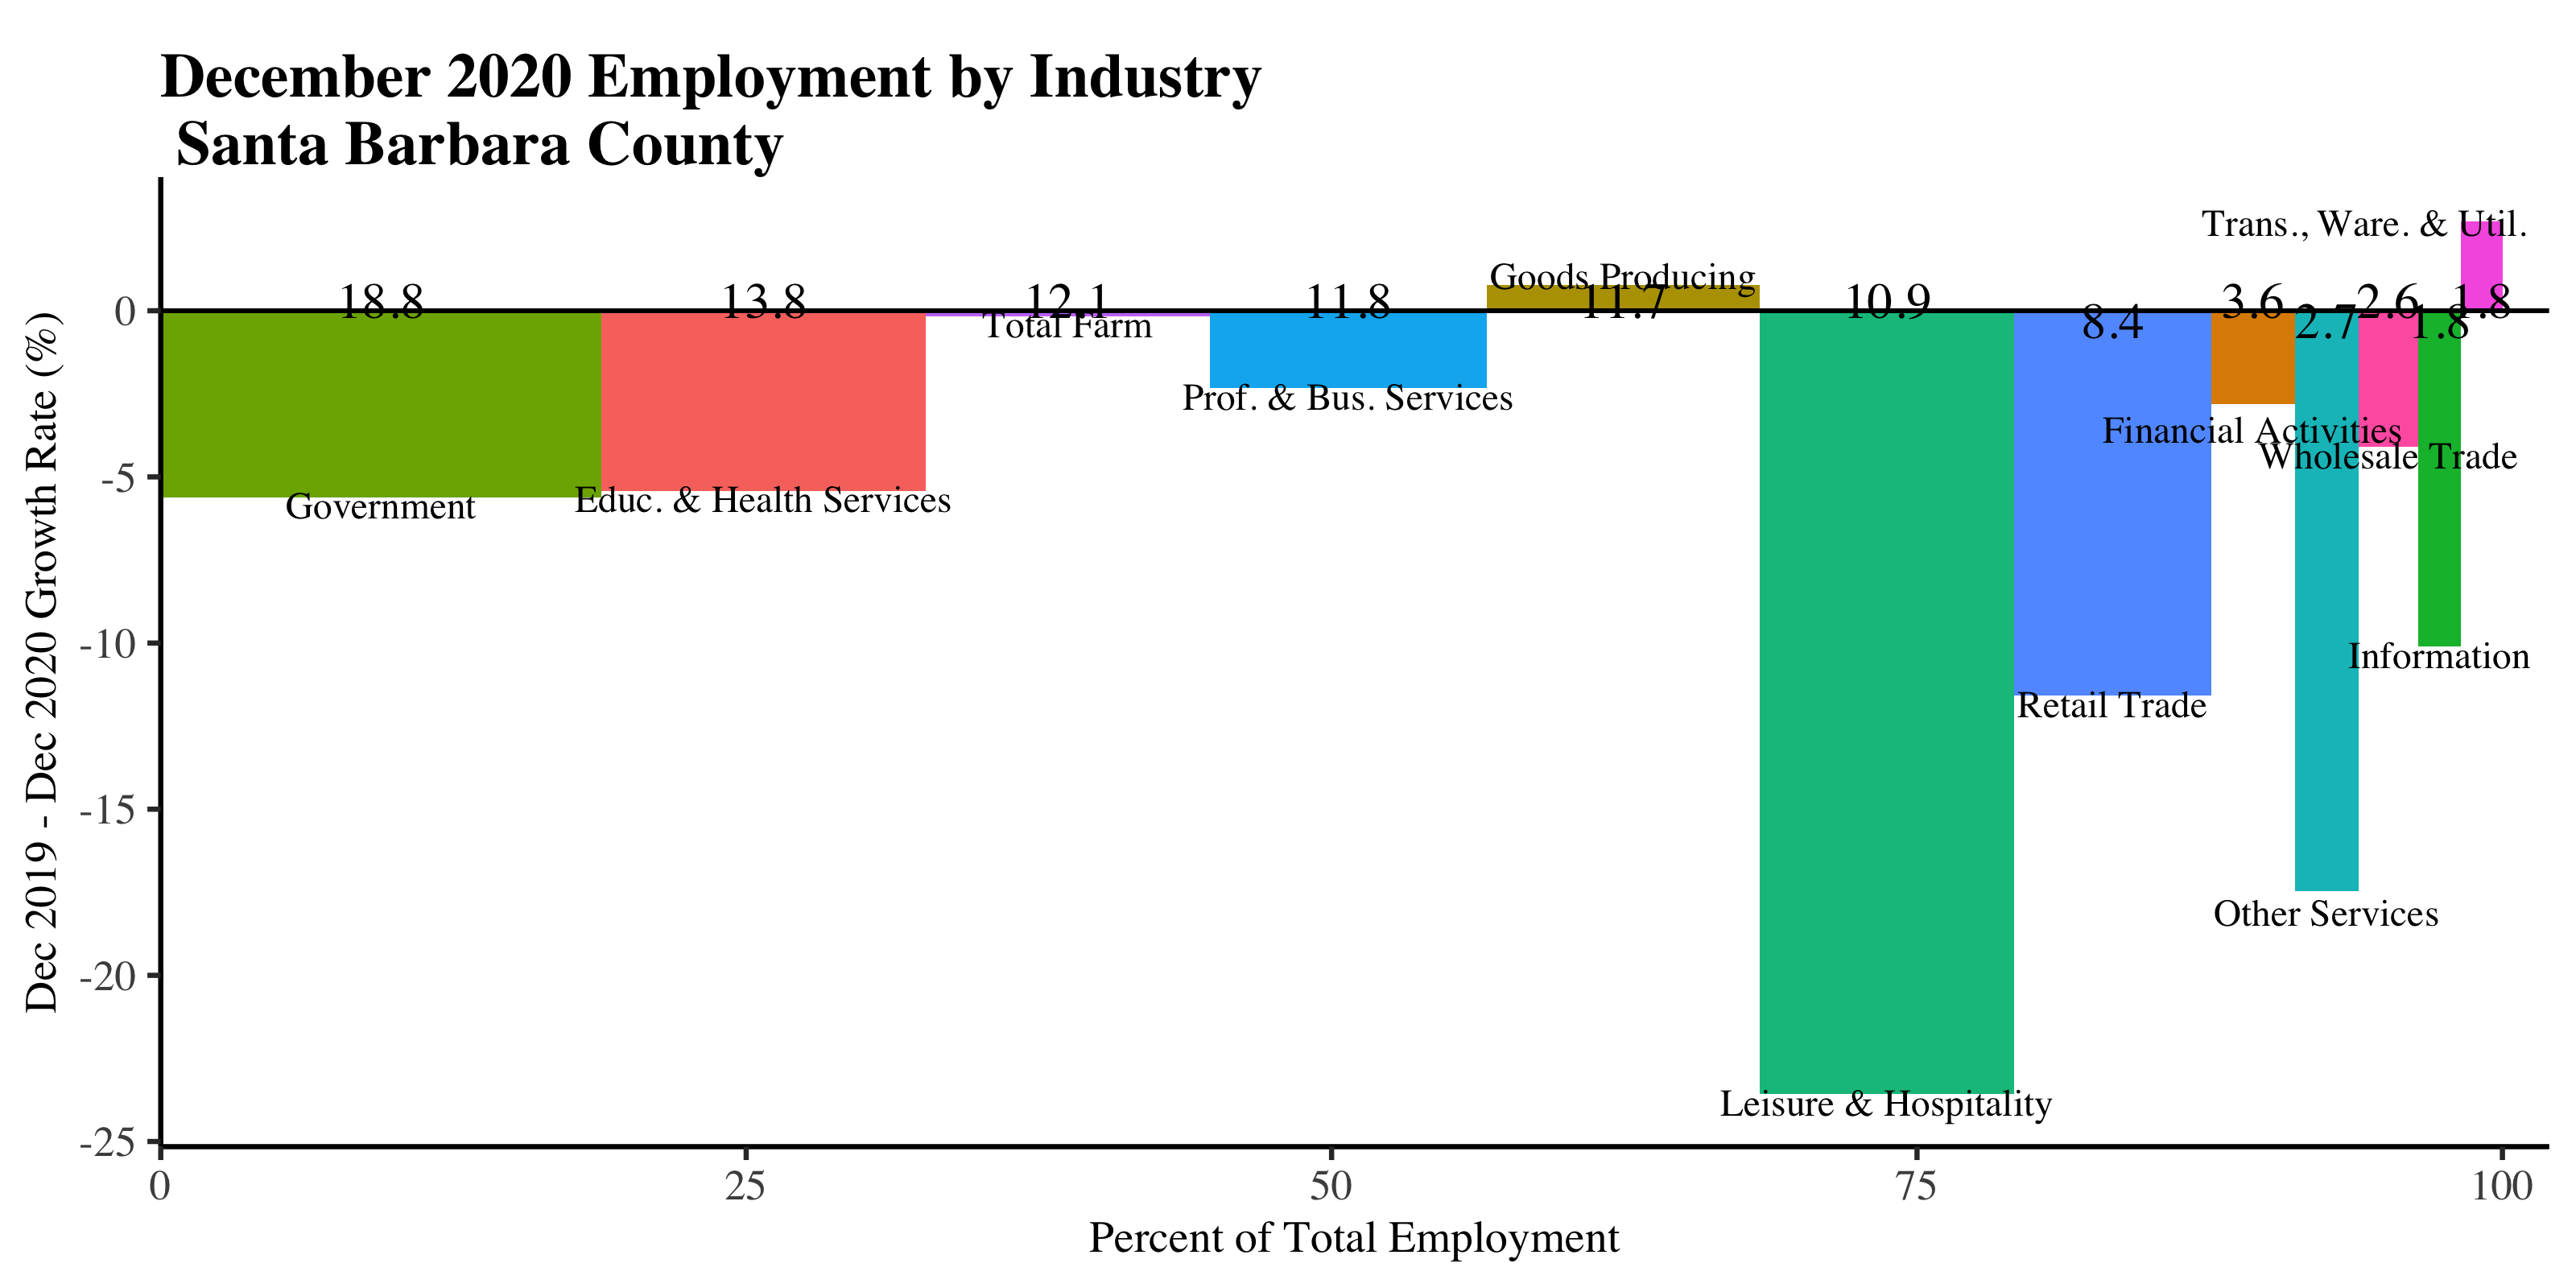 December 2020 Employment by Industry
Santa Barbara County
Trans., Ware. & Util.
Goods Producing
18.8
13.8
12.1
11.8
11.7
10.9
8.4
3.6
2.7
2.6
1.8
1.8
Total Farm
Prof. & Bus. Services
Financial Activities
Wholesale Trade
Government
Educ. & Health Services
Information
Retail Trade
Other Services
Leisure & Hospitality
0
-5
-10
-15
-20
-25
Dec 2019 - Dec 2020 Growth Rate (%)
0
25
50
75
100
Percent of Total Employment